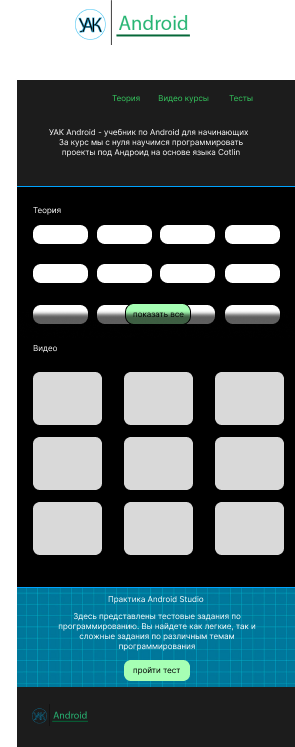 УАК Android
Теория Видео курсы Тесты
УАК Android - учебник по Android для начинающих
За курс мы с нуля научимся программировать
проекты под Андроид на основе языка Cotlin
Теория
показать все
Видео
Практика Android Studio
Здесь представлены тестовые задания по
программированию. Вы найдете как легкие, так и
сложные задания по различным темам
программирования
пройти тест
УАК Android